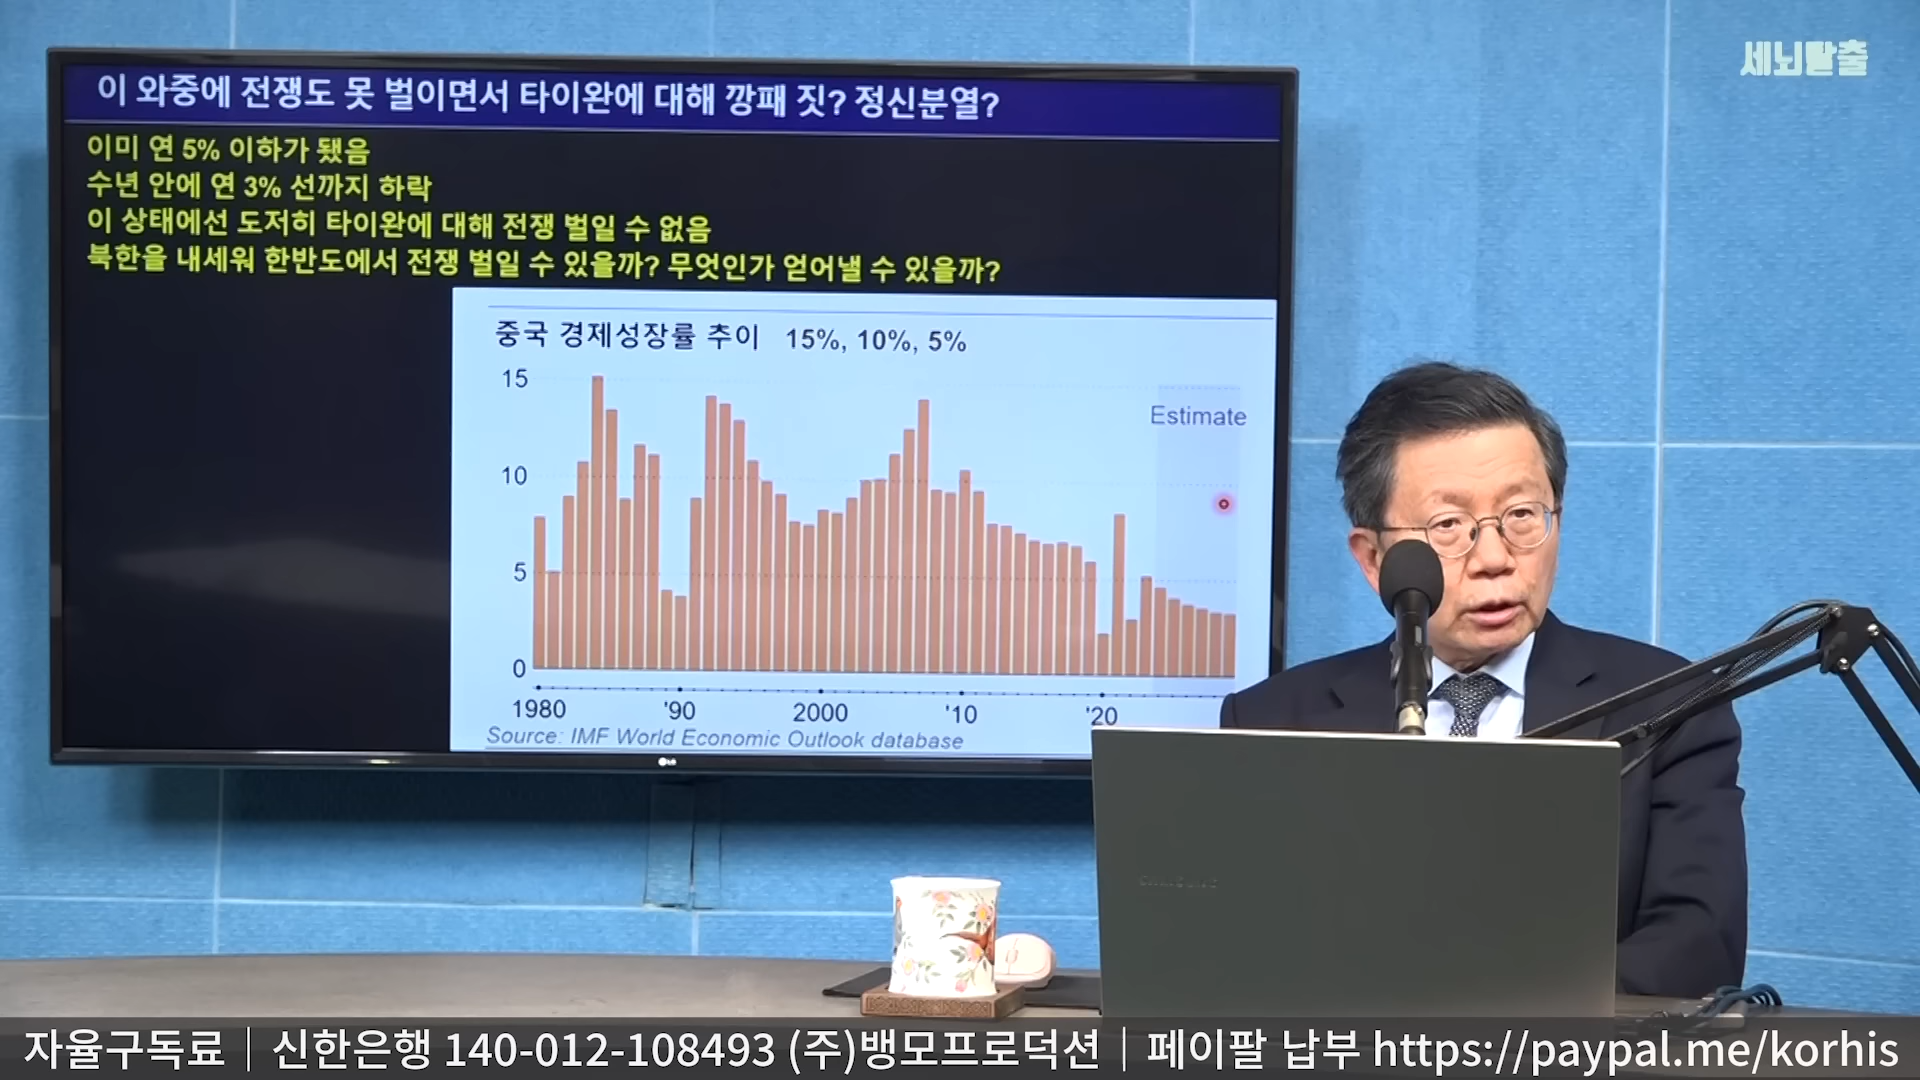 세뇌탈출
이 와중에 전쟁도 못 벌이면서 타이완에 대해 깡패 짓? 정신분열?
이미 연 5% 이하가 됐음
수년 안에 연 3% 선까지 하락
이 상태에선 도저히 타이완에 대해 전쟁 벌일 수 없음
북한을 내세워 한반도에서 전쟁 벌일 수 있을까? 무엇인가 얻어낼 수 있을까?
중국 경제성장률 추이 15%, 10%, 5%
15
Estimate
10
5
0
1980 '90 2000 '10 '20
Source: IMF World Economic Outlook database
LG
SAMSUNG
자율구독료｜신한은행 140-012-108493 (주)뱅모프로덕션｜페이팔 납부 https://paypal.me/korhis